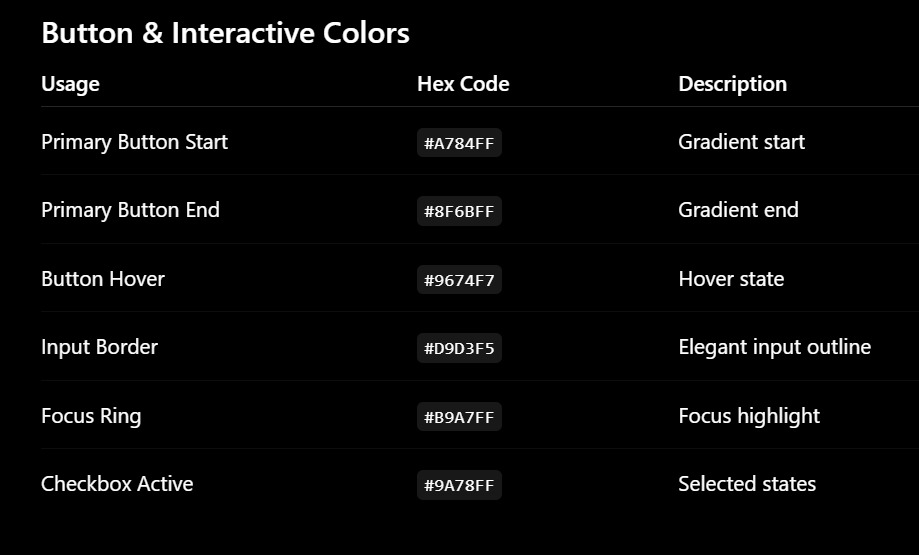 Button & Interactive Colors
Usage Hex Code Description
Primary Button Start #A784FF Gradient start
Primary Button End #8F6BFF Gradient end
Button Hover #9674F7 Hover state
Input Border #D9D3F5 Elegant input outline
Focus Ring #B9A7FF Focus highlight
Checkbox Active #9A78FF Selected states